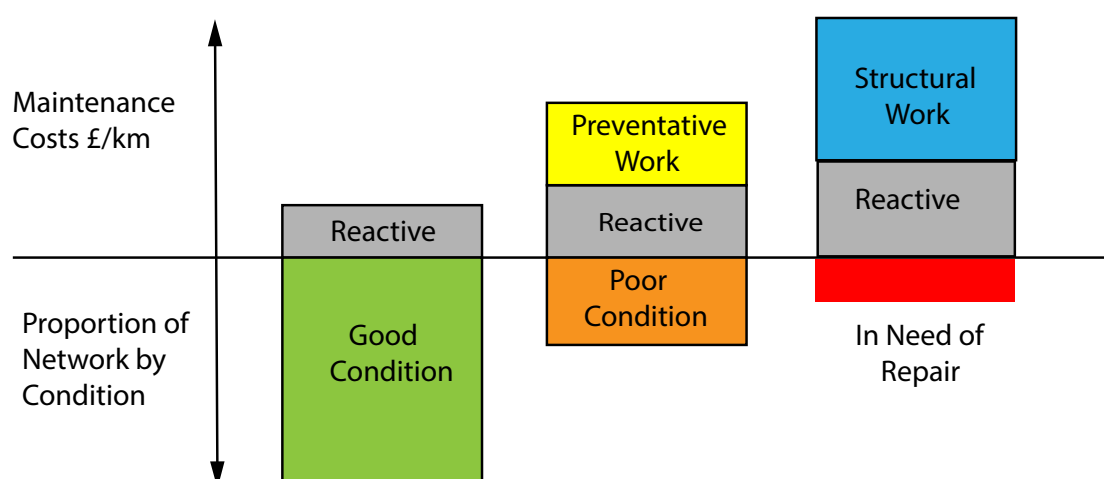 Maintenance
Costs £/km
Reactive
Preventative
Work
Reactive
Structural
Work
Reactive
Proportion of
Network by
Condition
Good
Condition
Poor
Condition
In Need of
Repair